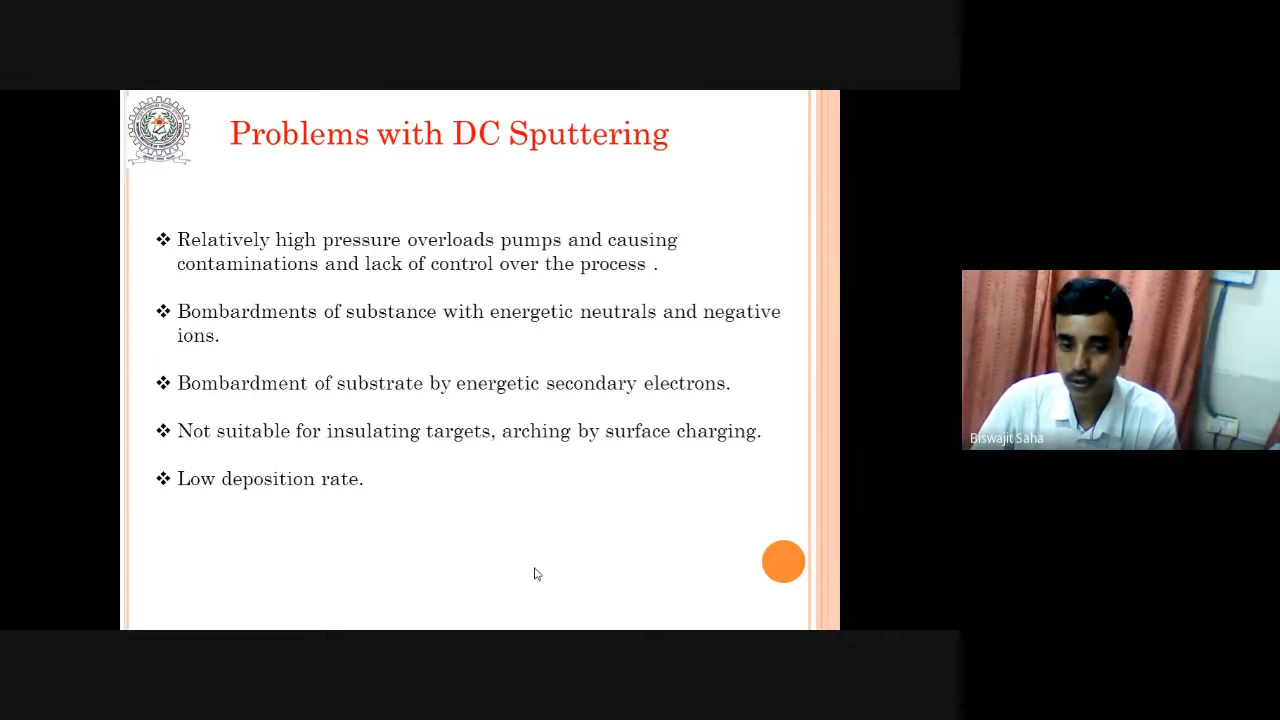 Problems with DC Sputtering
❖ Relatively high pressure overloads pumps and causing
contaminations and lack of control over the process .
❖ Bombardments of substance with energetic neutrals and negative
ions.
❖ Bombardment of substrate by energetic secondary electrons.
❖ Not suitable for insulating targets, arching by surface charging.
❖ Low deposition rate.
Biswajit Saha